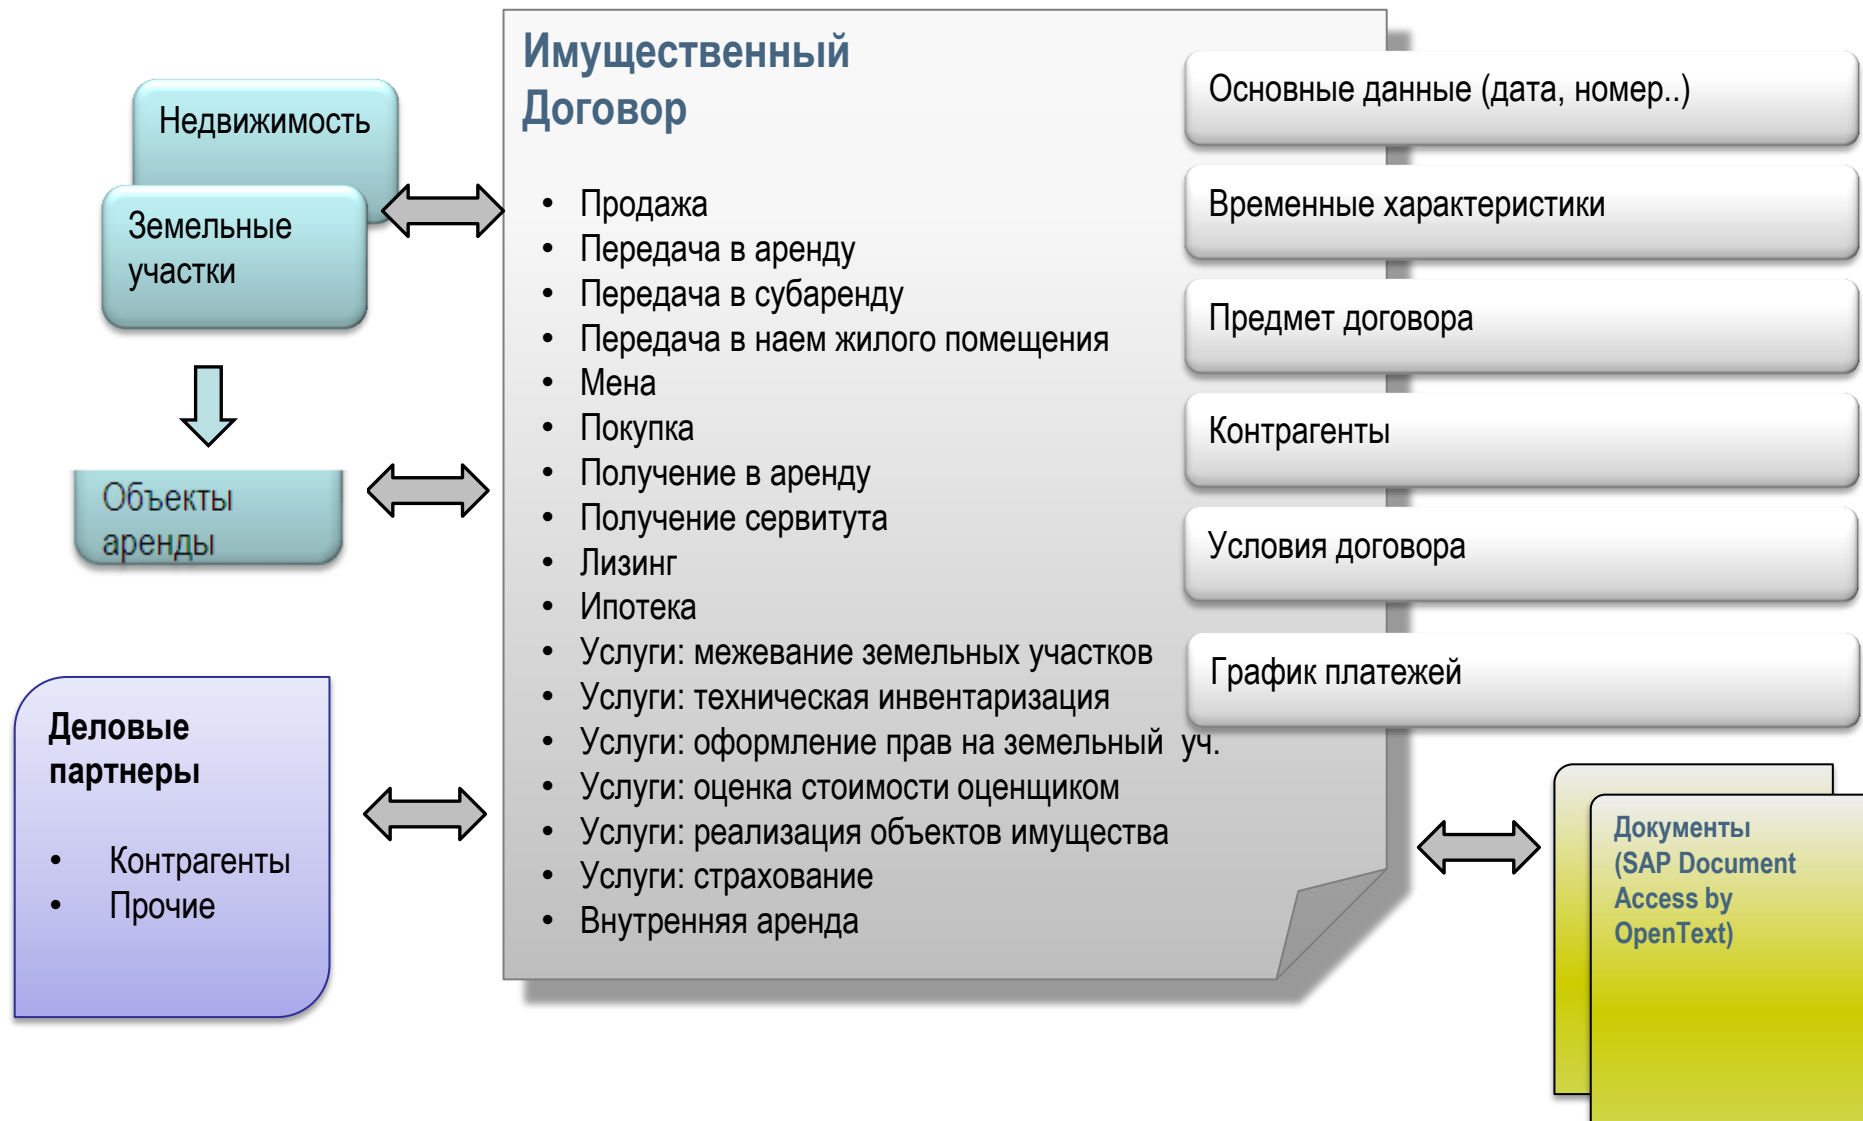 Недвижимость
Земельные
участки
Объекты
аренды
Деловые
партнеры
• Контрагенты
• Прочие
Имущественный
Договор
• Продажа
• Передача в аренду
• Передача в субаренду
• Передача в наем жилого помещения
• Мена
• Покупка
• Получение в аренду
• Получение сервитута
• Лизинг
• Ипотека
• Услуги: межевание земельных участков
• Услуги: техническая инвентаризация
• Услуги: оформление прав на земельный уч.
• Услуги: оценка стоимости оценщиком
• Услуги: реализация объектов имущества
• Услуги: страхование
• Внутренняя аренда
Основные данные (дата, номер..)
Временные характеристики
Предмет договора
Контрагенты
Условия договора
График платежей
Документы
(SAP Document
Access by
OpenText)